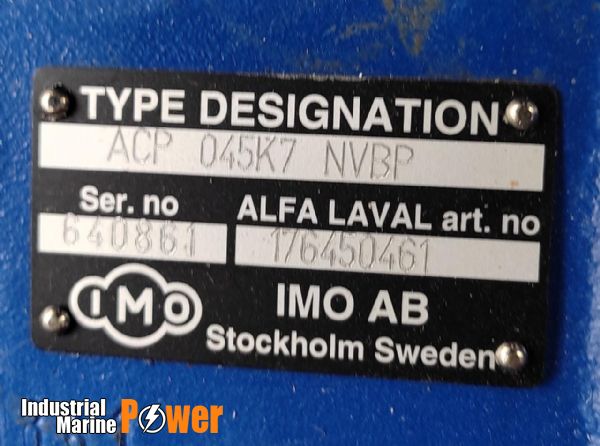 TYPE DESIGNATION
ACP 045K7 NVBP
Ser. no ALFA LAVAL art. no
640861 176450461
IMO IMO AB
Stockholm Sweden
Industrial
Marine Power